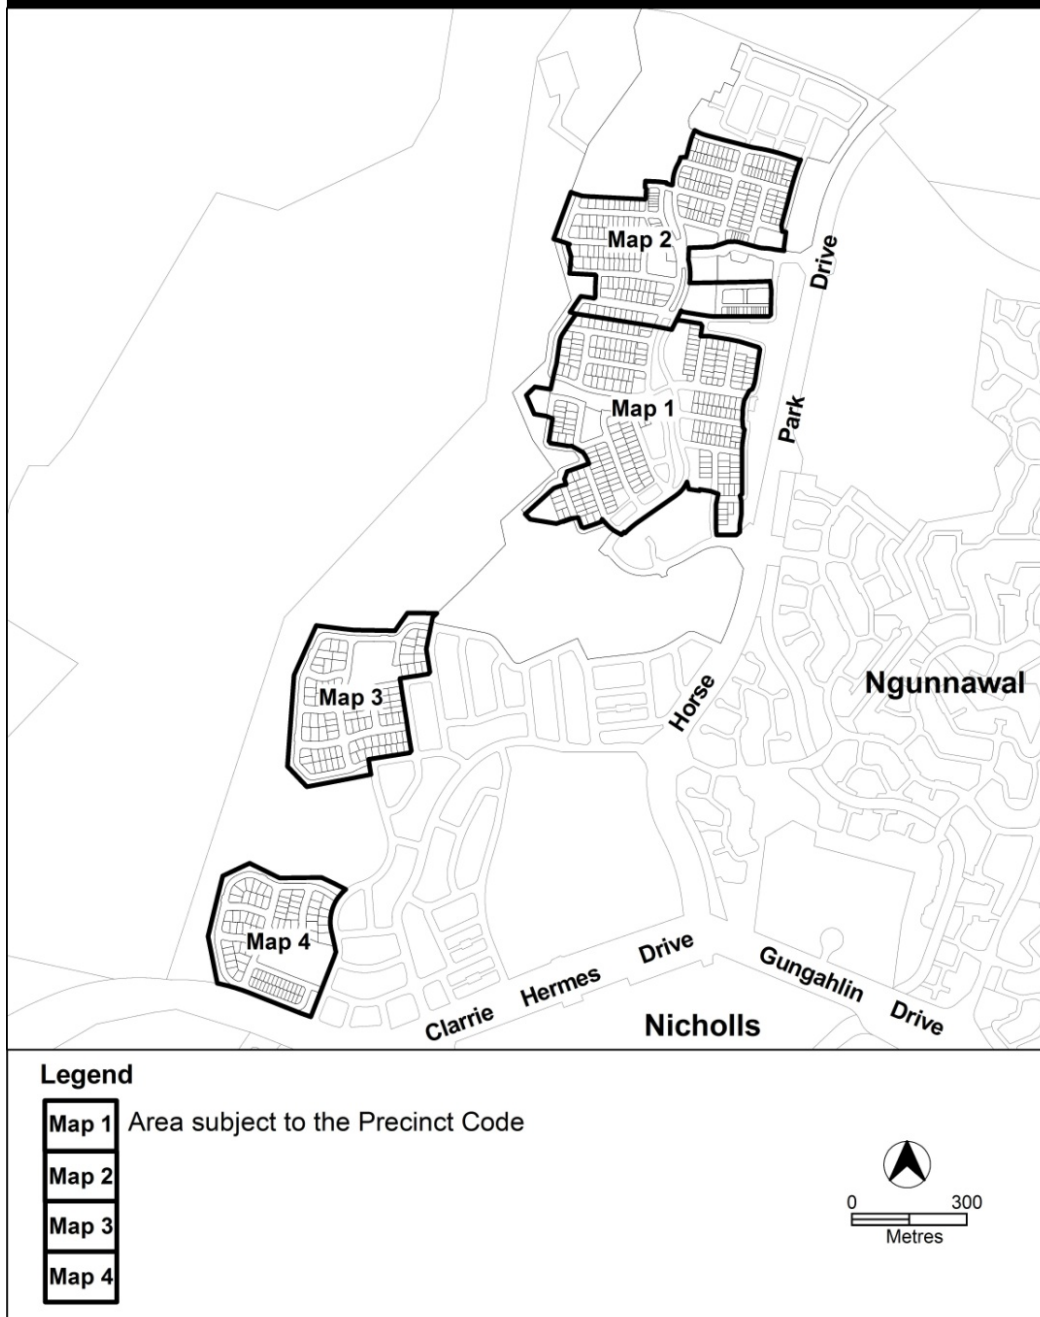 Map 2
Drive
Map 1
Park
Ngunnawal
Map 3
Horse
Map 4
Clarrie Hermes Drive
Gungahlin Drive
Nicholls
Legend
Map 1 Area subject to the Precinct Code
Map 2
Map 3
Map 4
0 300
Metres